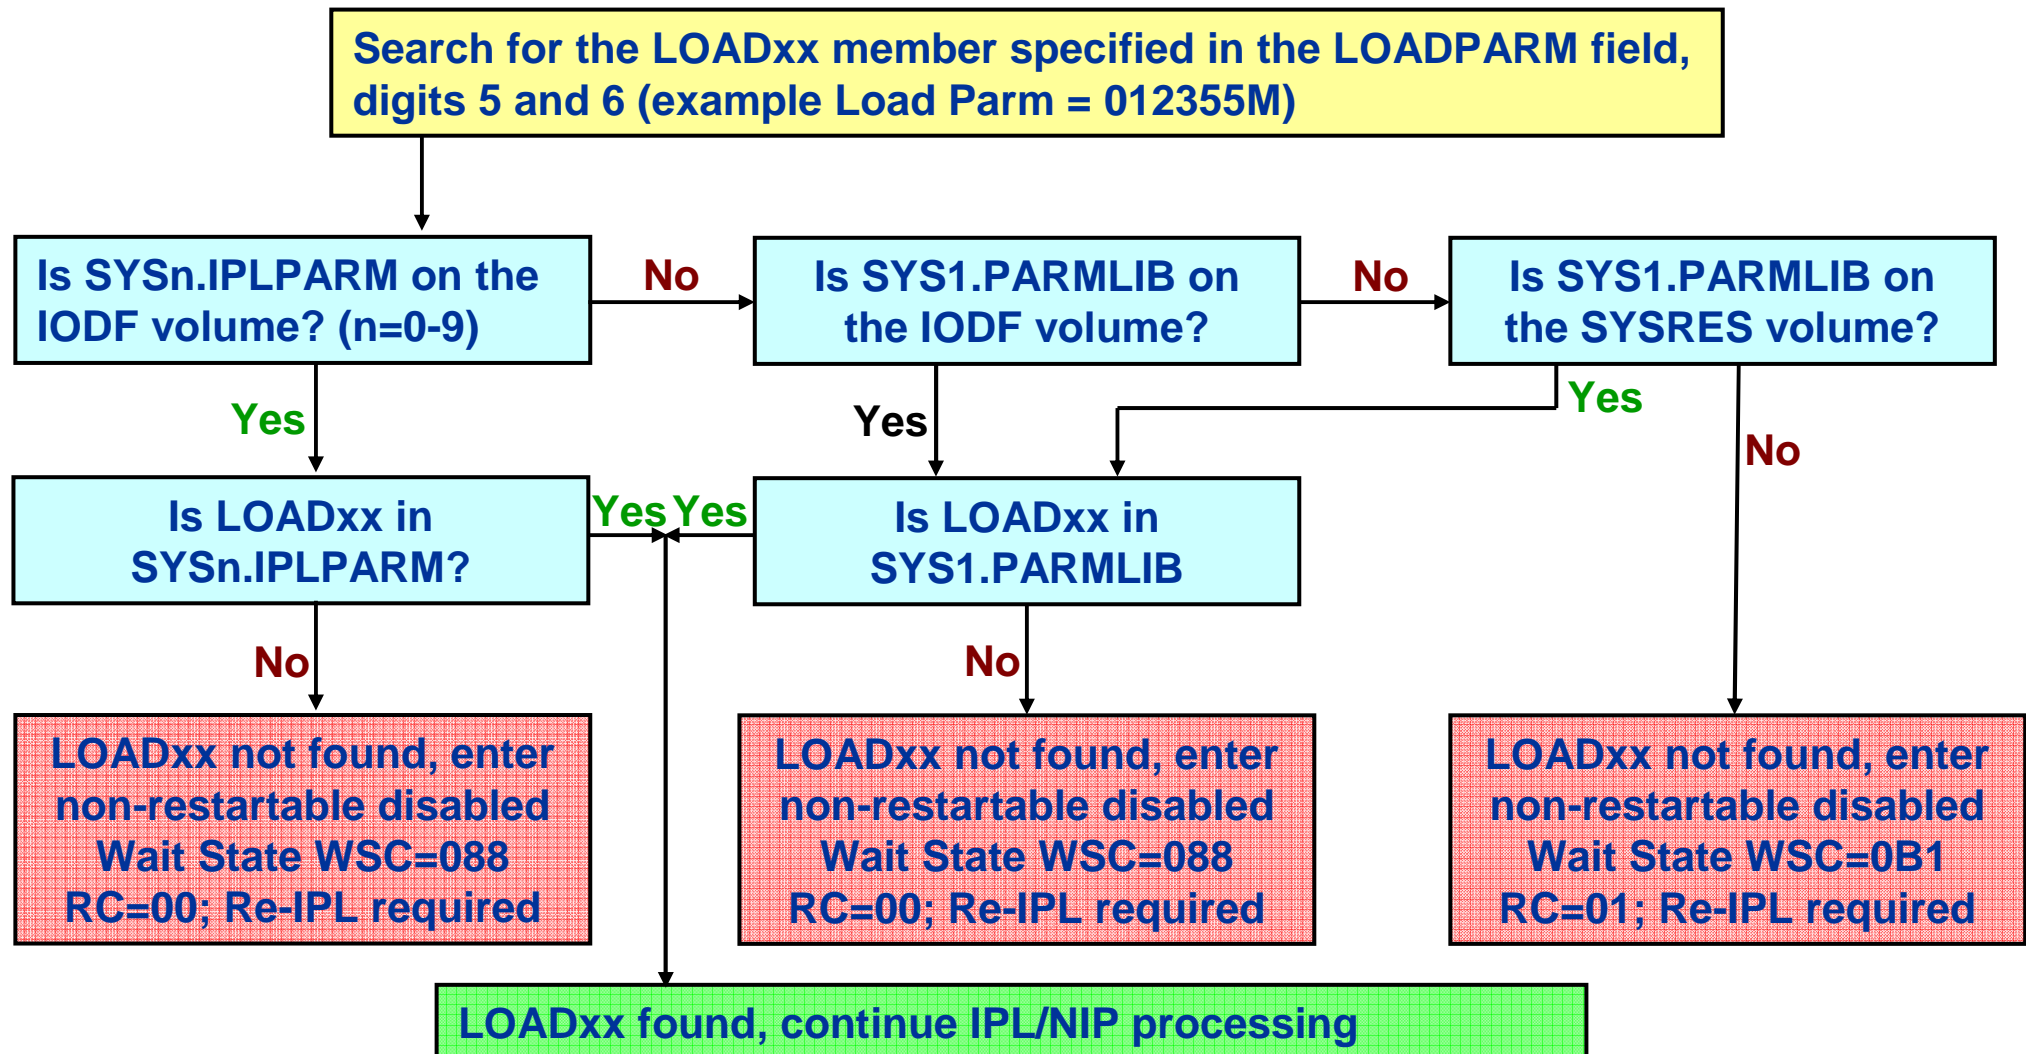 Search for the LOADxx member specified in the LOADPARM field,
digits 5 and 6 (example Load Parm = 012355M)
Is SYSn.IPLPARM on the
IODF volume? (n=0-9)
No
Is SYS1.PARMLIB on
the IODF volume?
No
Is SYS1.PARMLIB on
the SYSRES volume?
Yes
Yes
Yes
No
Is LOADxx in
SYSn.IPLPARM?
Yes
Yes
Is LOADxx in
SYS1.PARMLIB
No
No
LOADxx not found, enter
non-restartable disabled
Wait State WSC=088
RC=00; Re-IPL required
LOADxx not found, enter
non-restartable disabled
Wait State WSC=088
RC=00; Re-IPL required
LOADxx not found, enter
non-restartable disabled
Wait State WSC=0B1
RC=01; Re-IPL required
LOADxx found, continue IPL/NIP processing